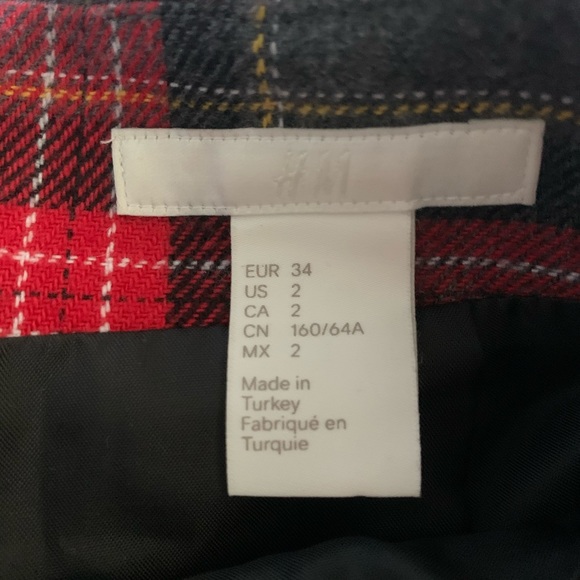 H&M
EUR 34
US 2
CA 2
CN 160/64A
MX 2
Made in
Turkey
Fabriqué en
Turquie